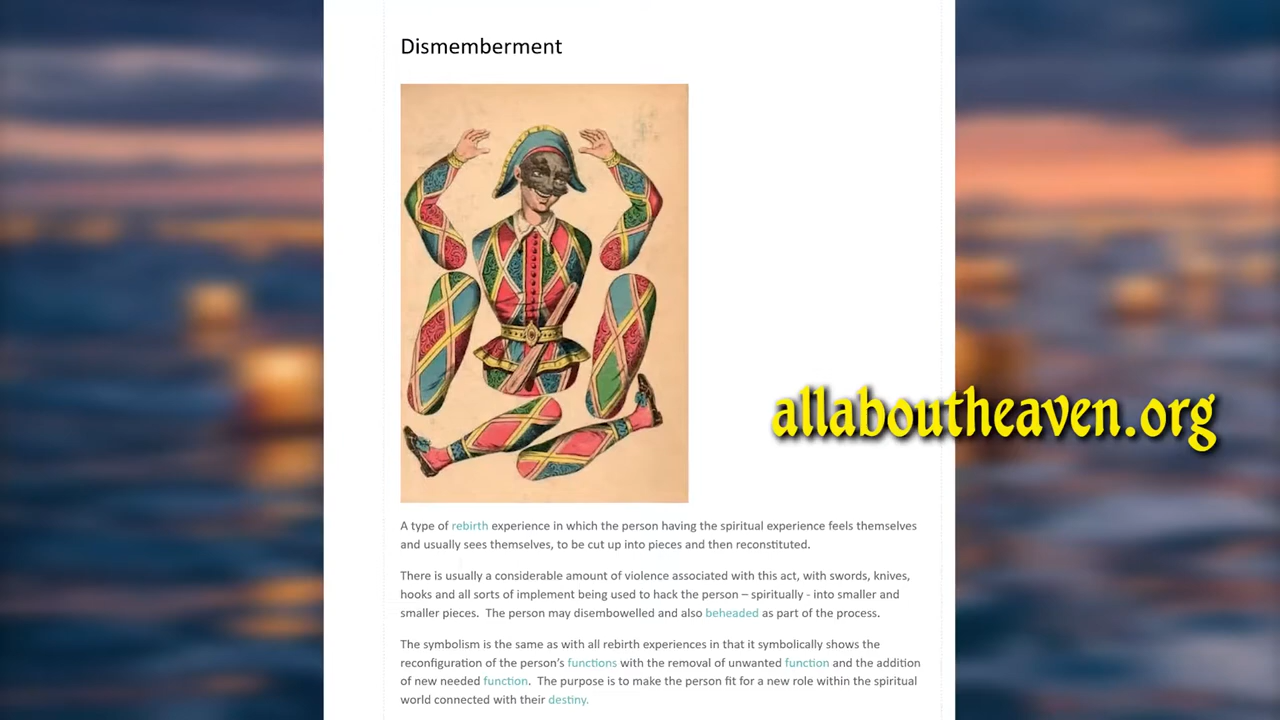 Dismemberment
allaboutheaven.org
A type of rebirth experience in which the person having the spiritual experience feels themselves
and usually sees themselves, to be cut up into pieces and then reconstituted.
There is usually a considerable amount of violence associated with this act, with swords, knives,
hooks and all sorts of implement being used to hack the person – spiritually - into smaller and
smaller pieces.  The person may disembowelled and also beheaded as part of the process.
The symbolism is the same as with all rebirth experiences in that it symbolically shows the
reconfiguration of the person’s functions with the removal of unwanted function and the addition
of new needed function.  The purpose is to make the person fit for a new role within the spiritual
world connected with their destiny.